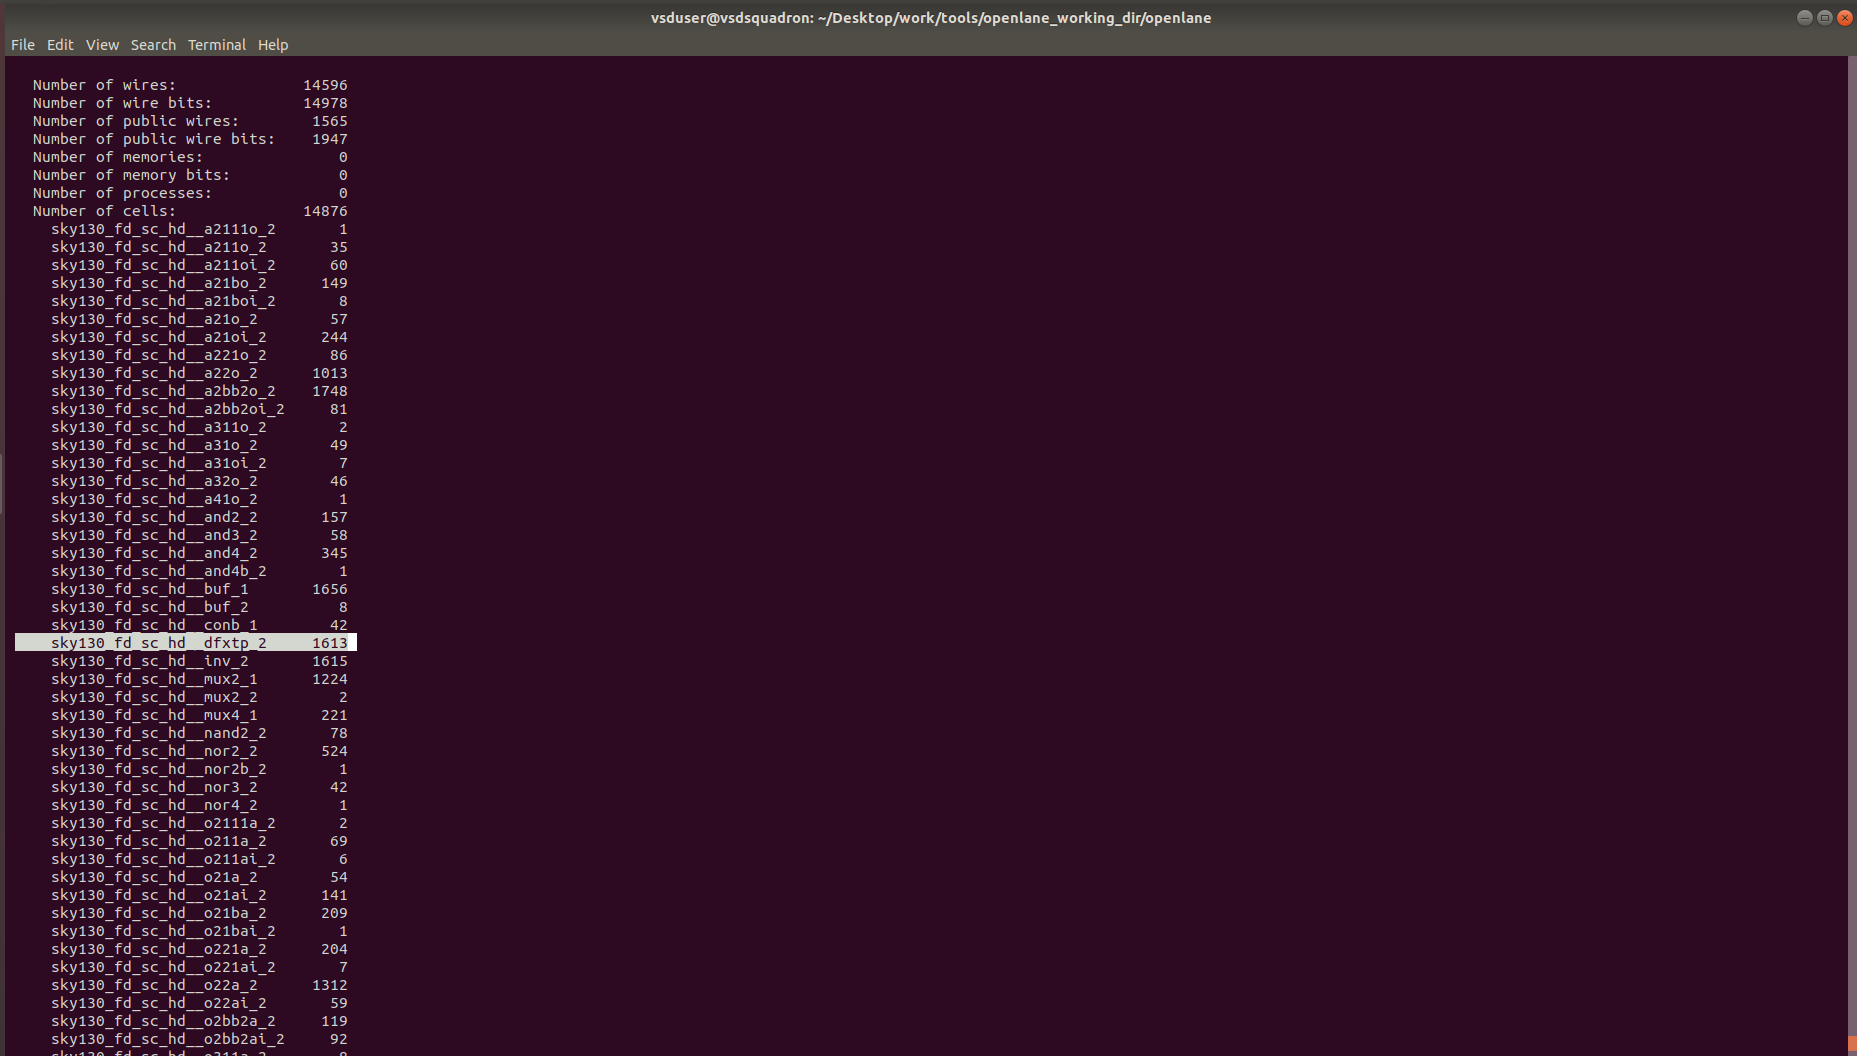 vsduser@vsdsquadron: ~/Desktop/work/tools/openlane_working_dir/openlane
File Edit View Search Terminal Help
Number of wires: 14596
Number of wire bits: 14978
Number of public wires: 1565
Number of public wire bits: 1947
Number of memories: 0
Number of memory bits: 0
Number of processes: 0
Number of cells: 14876
sky130_fd_sc_hd__a2111o_2 1
sky130_fd_sc_hd__a211o_2 35
sky130_fd_sc_hd__a211oi_2 60
sky130_fd_sc_hd__a21bo_2 149
sky130_fd_sc_hd__a21boi_2 8
sky130_fd_sc_hd__a21o_2 57
sky130_fd_sc_hd__a21oi_2 244
sky130_fd_sc_hd__a221o_2 86
sky130_fd_sc_hd__a22o_2 1013
sky130_fd_sc_hd__a2bb2o_2 1748
sky130_fd_sc_hd__a2bb2oi_2 81
sky130_fd_sc_hd__a311o_2 2
sky130_fd_sc_hd__a31o_2 49
sky130_fd_sc_hd__a31oi_2 7
sky130_fd_sc_hd__a32o_2 46
sky130_fd_sc_hd__a41o_2 1
sky130_fd_sc_hd__and2_2 157
sky130_fd_sc_hd__and3_2 58
sky130_fd_sc_hd__and4_2 345
sky130_fd_sc_hd__and4b_2 1
sky130_fd_sc_hd__buf_1 1656
sky130_fd_sc_hd__buf_2 8
sky130_fd_sc_hd__conb_1 42
sky130_fd_sc_hd__dfxtp_2 1613
sky130_fd_sc_hd__inv_2 1615
sky130_fd_sc_hd__mux2_1 1224
sky130_fd_sc_hd__mux2_2 2
sky130_fd_sc_hd__mux4_1 221
sky130_fd_sc_hd__nand2_2 78
sky130_fd_sc_hd__nor2_2 524
sky130_fd_sc_hd__nor2b_2 1
sky130_fd_sc_hd__nor3_2 42
sky130_fd_sc_hd__nor4_2 1
sky130_fd_sc_hd__o2111a_2 2
sky130_fd_sc_hd__o211a_2 69
sky130_fd_sc_hd__o211ai_2 6
sky130_fd_sc_hd__o21a_2 54
sky130_fd_sc_hd__o21ai_2 141
sky130_fd_sc_hd__o21ba_2 209
sky130_fd_sc_hd__o21bai_2 1
sky130_fd_sc_hd__o221a_2 204
sky130_fd_sc_hd__o221ai_2 7
sky130_fd_sc_hd__o22a_2 1312
sky130_fd_sc_hd__o22ai_2 59
sky130_fd_sc_hd__o2bb2a_2 119
sky130_fd_sc_hd__o2bb2ai_2 92
sky130_fd_sc_hd__o311a_2 8